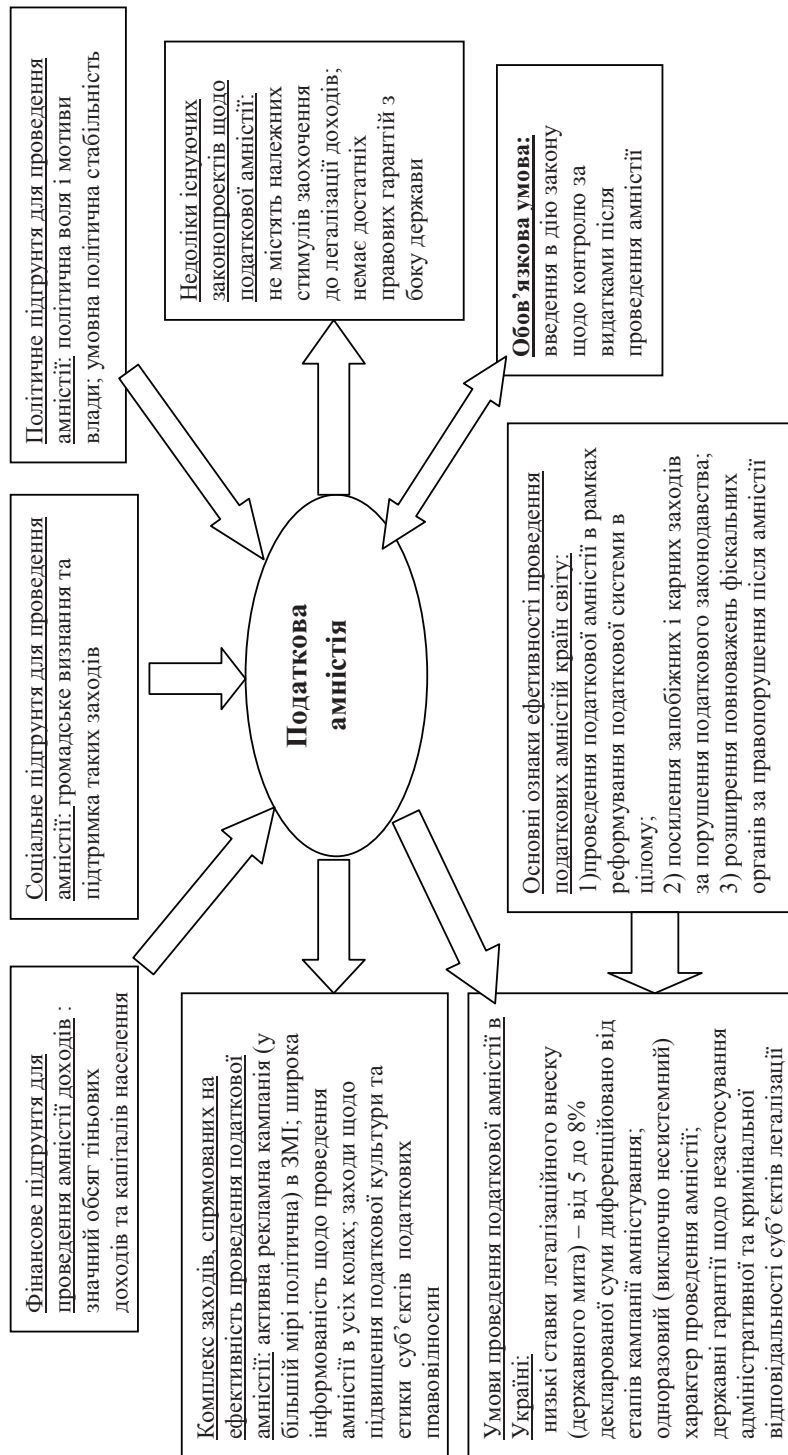 Фінансове підґрунтя для
проведення амністії доходів :
значний обсяг тіньових
доходів та капіталів населення
Соціальне підґрунтя для проведення
амністії: громадське визнання та
підтримка таких заходів
Політичне підґрунтя для проведення
амністії: політична воля і мотиви
влади; умовна політична стабільність
Комплекс заходів, спрямованих на
ефективність проведення податкової
амністії: активна рекламна кампанія (у
більшій мірі політична) в ЗМІ; широка
інформованість щодо проведення
амністії в усіх колах; заходи щодо
підвищення податкової культури та
етики суб’єктів податкових
правовідносин
Податкова
амністія
Недоліки існуючих
законопроектів щодо
податкової амністії:
не містять належних
стимулів заохочення
до легалізації доходів;
немає достатніх
правових гарантій з
боку держави
Умови проведення податкової амністії в
Україні:
низькі ставки легалізаційного внеску
(державного мита) – від 5 до 8%
декларованої суми диференційовано від
етапів кампанії амністування;
одноразовий (виключно несистемний)
характер проведення амністії;
державні гарантії щодо незастосування
адміністративної та кримінальної
відповідальності суб’єктів легалізації
Основні ознаки ефетивності проведення
податкових амністій країн світу:
1)проведення податкової амністії в рамках
реформування податкової системи в
цілому;
2) посилення запобіжних і карних заходів
за порушення податкового законодавства;
3) розширення повноважень фіскальних
органів за правопорушення після амністії
Обов’язкова умова:
введення в дію закону
щодо контролю за
видатками після
проведення амністії